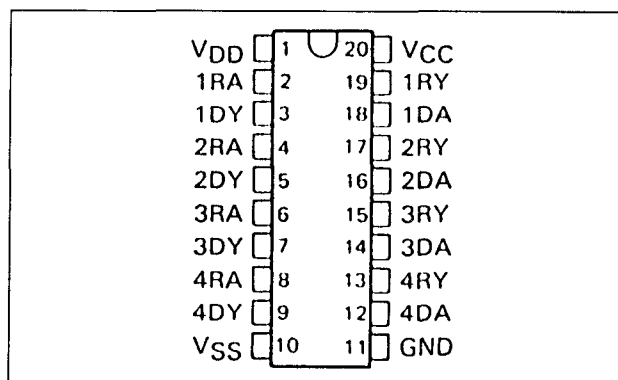 VDD 1 20 VCC
1RA 2 19 1RY
1DY 3 18 1DA
2RA 4 17 2RY
2DY 5 16 2DA
3RA 6 15 3RY
3DY 7 14 3DA
4RA 8 13 4RY
4DY 9 12 4DA
VSS 10 11 GND